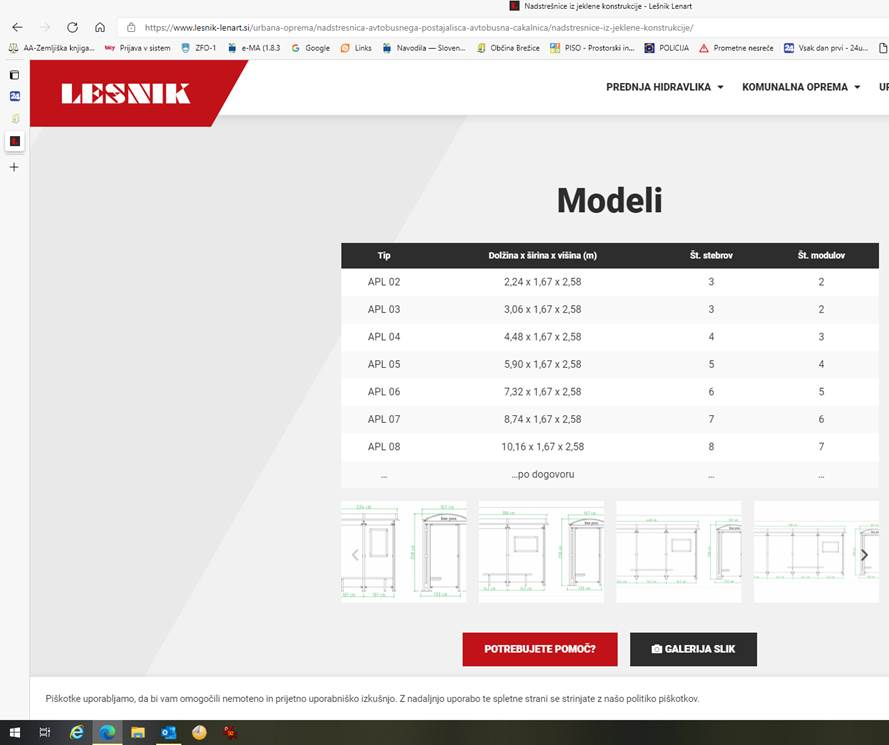 Nadstrešnice iz jeklene konstrukcije - Lešnik Lenart
https://www.lesnik-lenart.si/urbana-oprema/nadstresnica-avtobusnega-postajalisca-avtobusna-cakalnica/nadstresnice-iz-jeklene-konstrukcije/
AA-Zemljiška knjiga... Prijava v sistem ZFO-1 e-MA (1.8.3 Google Links Navodila — Sloven... Občina Brežice PISO - Prostorski in... POLICIJA Prometne nesreče Vsak dan prvi - 24u...
LESNIK
PREDNJA HIDRAVLIKA KOMUNALNA OPREMA
Modeli
Tip Dolžina x širina x višina (m) Št. stebrov Št. modulov
APL 02 2,24 x 1,67 x 2,58 3 2
APL 03 3,06 x 1,67 x 2,58 3 2
APL 04 4,48 x 1,67 x 2,58 4 3
APL 05 5,90 x 1,67 x 2,58 5 4
APL 06 7,32 x 1,67 x 2,58 6 5
APL 07 8,74 x 1,67 x 2,58 7 6
APL 08 10,16 x 1,67 x 2,58 8 7
... ...po dogovoru ... ...
POTREBUJETE POMOČ? GALERIJA SLIK
Piškotke uporabljamo, da bi vam omogočili nemoteno in prijetno uporabniško izkušnjo. Z nadaljnjo uporabo te spletne strani se strinjate z našo politiko piškotkov.